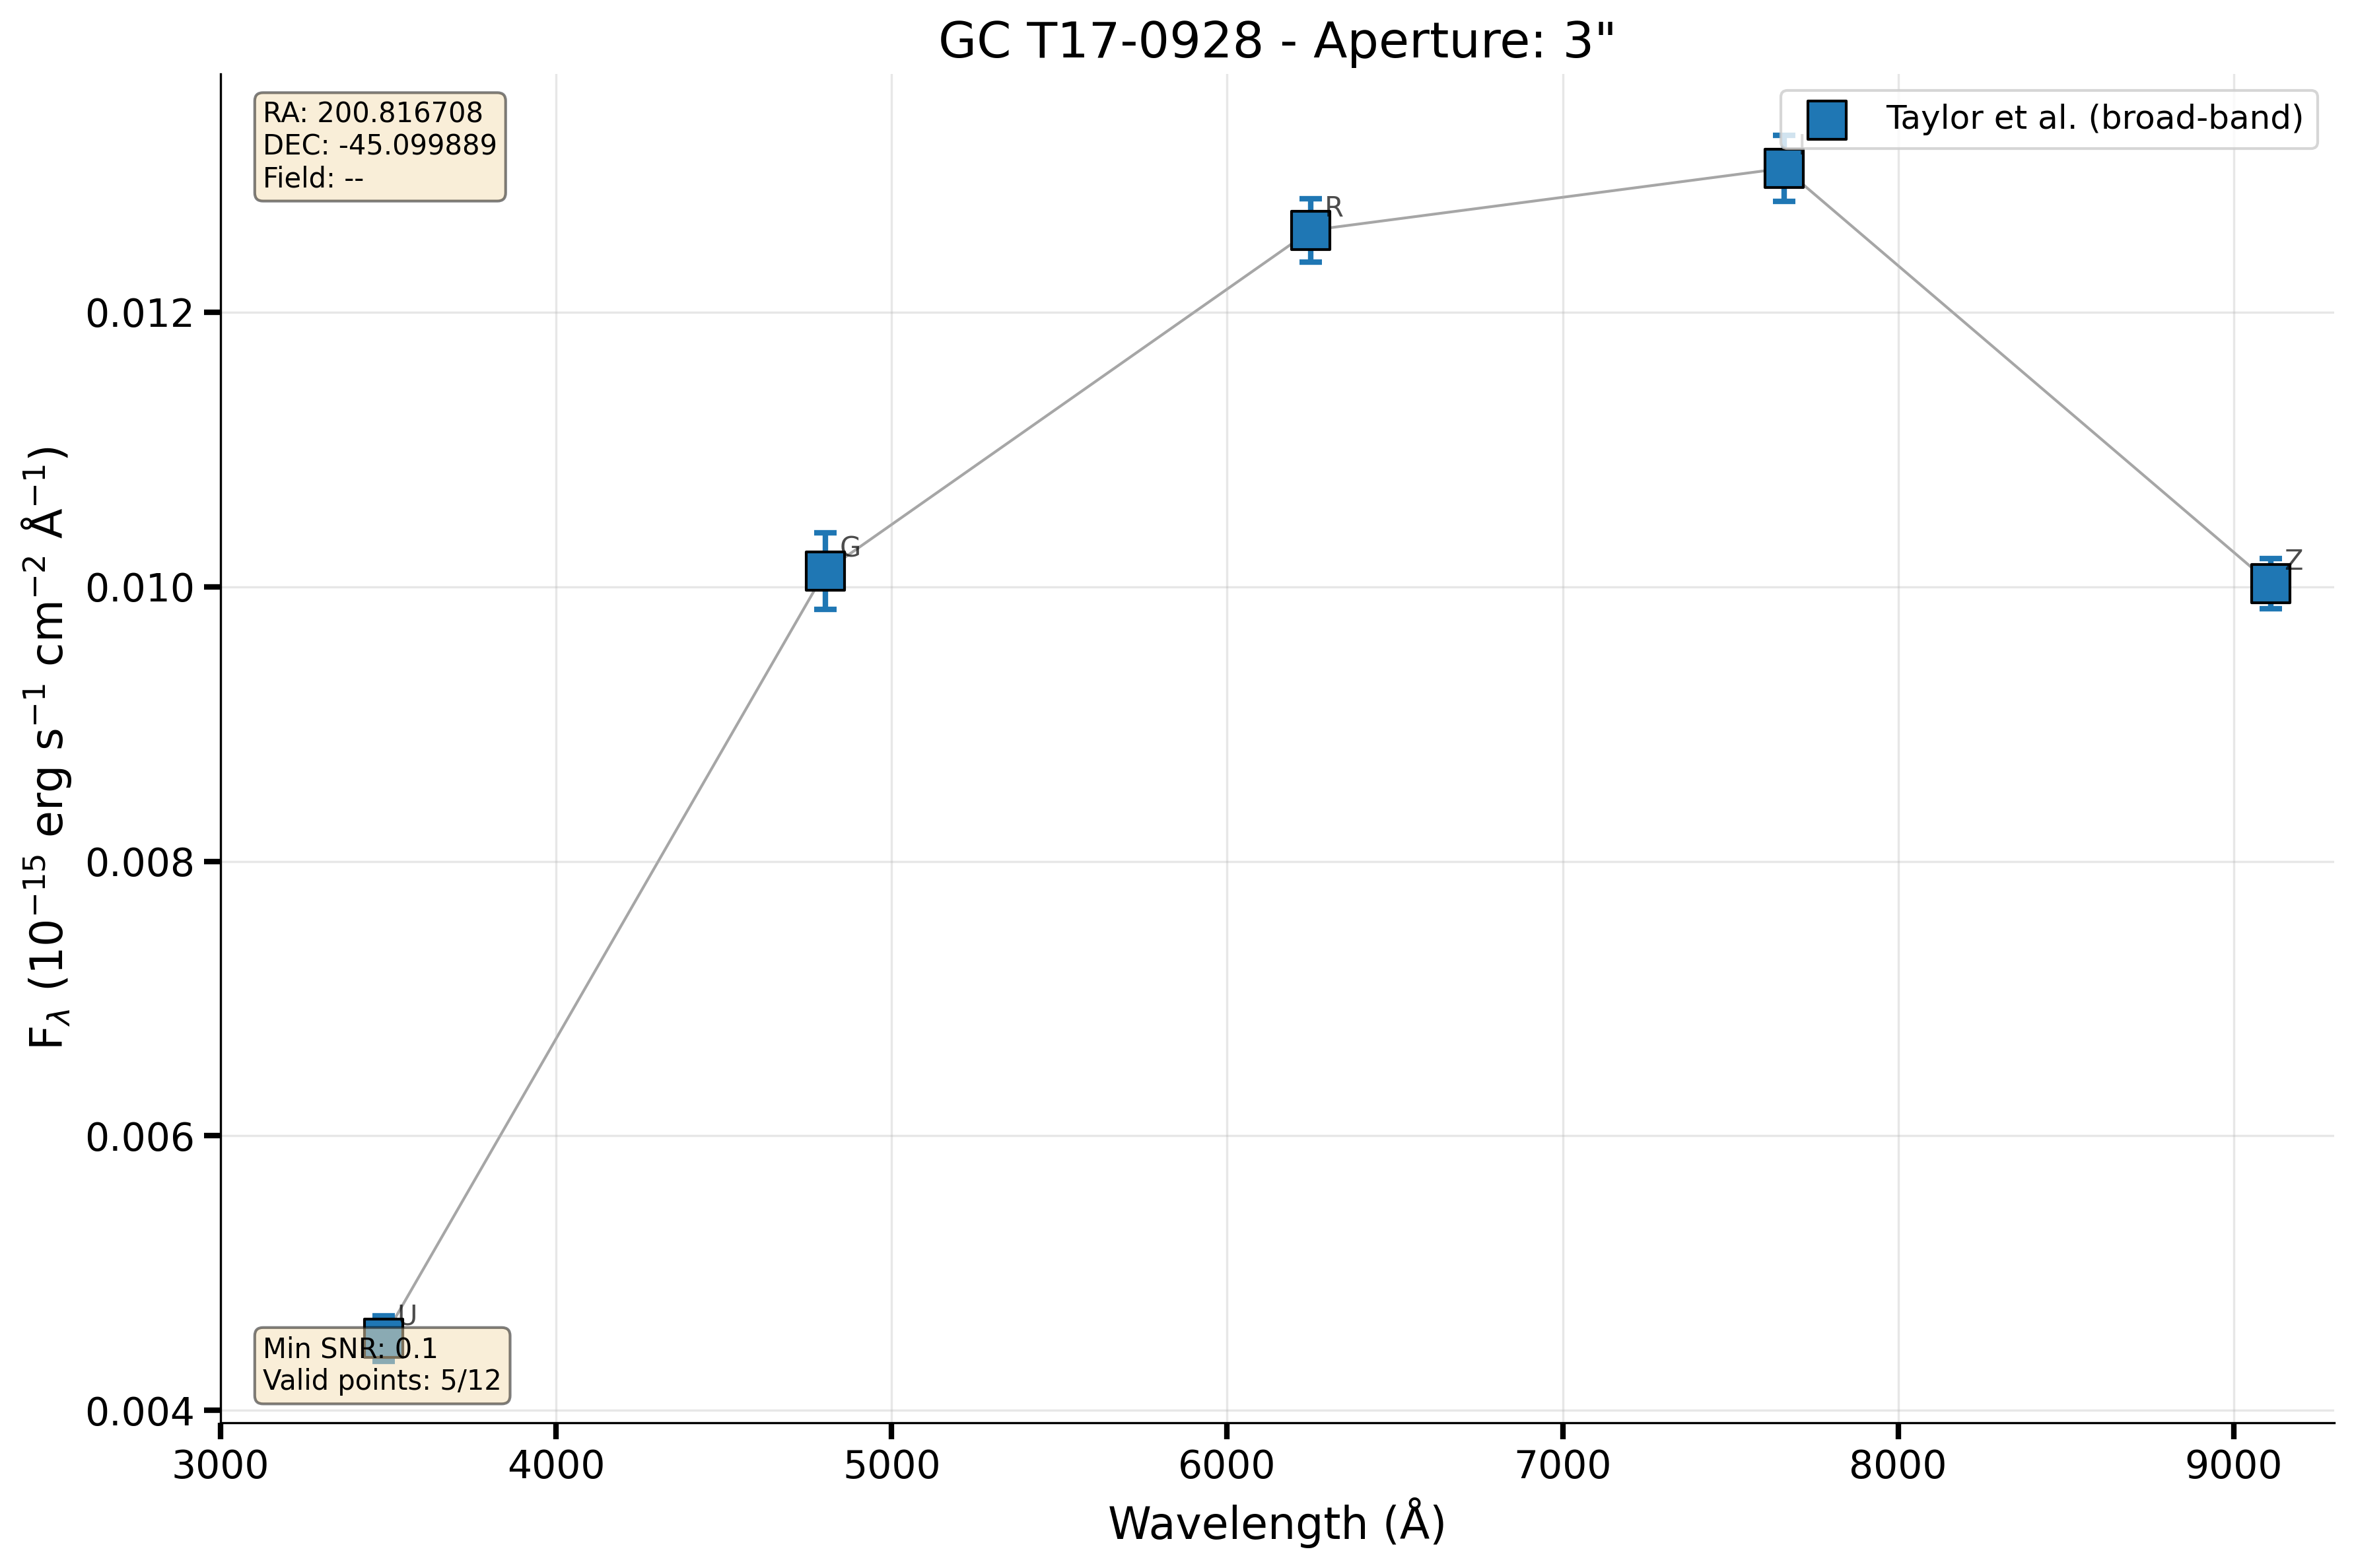 GC T17-0928 - Aperture: 3"
RA: 200.816708
DEC: -45.099889
Field: --
Taylor et al. (broad-band)
R
G
Z
U
Min SNR: 0.1
Valid points: 5/12
0.012
0.010
0.008
0.006
0.004
F_λ (10⁻¹⁵ erg s⁻¹ cm⁻² Å⁻¹)
3000 4000 5000 6000 7000 8000 9000
Wavelength (Å)